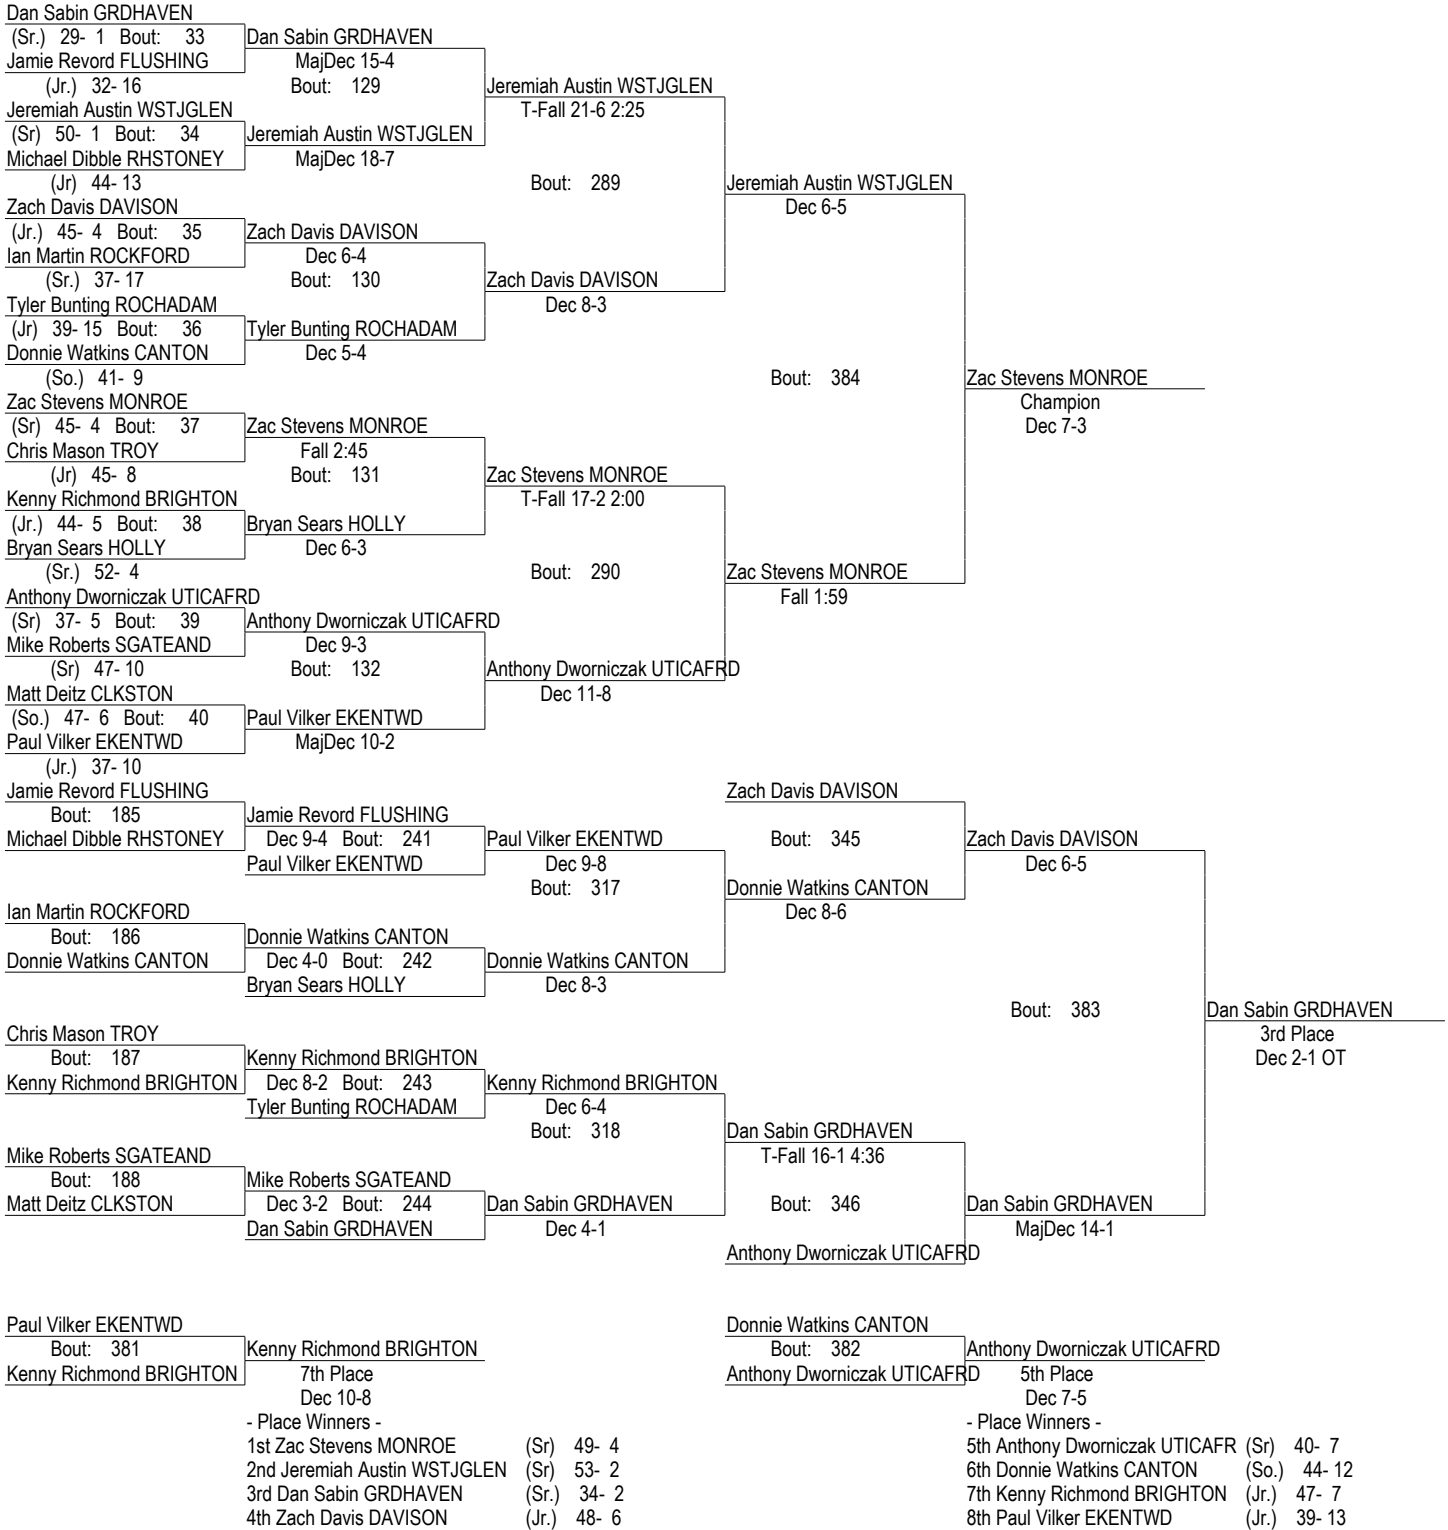 Dan Sabin GRDHAVEN
(Sr.) 29- 1 Bout: 33
Jamie Revord FLUSHING
(Jr.) 32- 16
Jeremiah Austin WSTJGLEN
(Sr) 50- 1 Bout: 34
Michael Dibble RHSTONEY
(Jr) 44- 13
Zach Davis DAVISON
(Jr.) 45- 4 Bout: 35
Ian Martin ROCKFORD
(Sr.) 37- 17
Tyler Bunting ROCHADAM
(Jr) 39- 15 Bout: 36
Donnie Watkins CANTON
(So.) 41- 9
Zac Stevens MONROE
(Sr) 45- 4 Bout: 37
Chris Mason TROY
(Jr) 45- 8
Kenny Richmond BRIGHTON
(Jr.) 44- 5 Bout: 38
Bryan Sears HOLLY
(Sr.) 52- 4
Anthony Dworniczak UTICAFRD
(Sr) 37- 5 Bout: 39
Mike Roberts SGATEAND
(Sr) 47- 10
Matt Deitz CLKSTON
(So.) 47- 6 Bout: 40
Paul Vilker EKENTWD
(Jr.) 37- 10
Dan Sabin GRDHAVEN
MajDec 15-4
Bout: 129
Jeremiah Austin WSTJGLEN
MajDec 18-7
Zach Davis DAVISON
Dec 6-4
Bout: 130
Tyler Bunting ROCHADAM
Dec 5-4
Zac Stevens MONROE
Fall 2:45
Bout: 131
Bryan Sears HOLLY
Dec 6-3
Anthony Dworniczak UTICAFRD
Dec 9-3
Bout: 132
Paul Vilker EKENTWD
MajDec 10-2
Jeremiah Austin WSTJGLEN
T-Fall 21-6 2:25
Bout: 289
Zach Davis DAVISON
Dec 8-3
Zac Stevens MONROE
T-Fall 17-2 2:00
Bout: 290
Anthony Dworniczak UTICAFRD
Dec 11-8
Jeremiah Austin WSTJGLEN
Dec 6-5
Bout: 384
Zac Stevens MONROE
Fall 1:59
Zac Stevens MONROE
Champion
Dec 7-3
Jamie Revord FLUSHING
Bout: 185
Michael Dibble RHSTONEY
Ian Martin ROCKFORD
Bout: 186
Donnie Watkins CANTON
Chris Mason TROY
Bout: 187
Kenny Richmond BRIGHTON
Mike Roberts SGATEAND
Bout: 188
Matt Deitz CLKSTON
Jamie Revord FLUSHING
Dec 9-4 Bout: 241
Paul Vilker EKENTWD
Donnie Watkins CANTON
Dec 4-0 Bout: 242
Bryan Sears HOLLY
Kenny Richmond BRIGHTON
Dec 8-2 Bout: 243
Tyler Bunting ROCHADAM
Mike Roberts SGATEAND
Dec 3-2 Bout: 244
Dan Sabin GRDHAVEN
Paul Vilker EKENTWD
Dec 9-8
Bout: 317
Donnie Watkins CANTON
Dec 8-3
Kenny Richmond BRIGHTON
Dec 6-4
Bout: 318
Dan Sabin GRDHAVEN
Dec 4-1
Zach Davis DAVISON
Bout: 345
Donnie Watkins CANTON
Dec 8-6
Dan Sabin GRDHAVEN
T-Fall 16-1 4:36
Bout: 346
Anthony Dworniczak UTICAFRD
Zach Davis DAVISON
Dec 6-5
Bout: 383
Dan Sabin GRDHAVEN
MajDec 14-1
Dan Sabin GRDHAVEN
3rd Place
Dec 2-1 OT
Paul Vilker EKENTWD
Bout: 381
Kenny Richmond BRIGHTON
Kenny Richmond BRIGHTON
7th Place
Dec 10-8
Donnie Watkins CANTON
Bout: 382
Anthony Dworniczak UTICAFRD
Anthony Dworniczak UTICAFRD
5th Place
Dec 7-5
- Place Winners -
1st Zac Stevens MONROE (Sr) 49- 4
2nd Jeremiah Austin WSTJGLEN (Sr) 53- 2
3rd Dan Sabin GRDHAVEN (Sr.) 34- 2
4th Zach Davis DAVISON (Jr.) 48- 6
- Place Winners -
5th Anthony Dworniczak UTICAFR (Sr) 40- 7
6th Donnie Watkins CANTON (So.) 44- 12
7th Kenny Richmond BRIGHTON (Jr.) 47- 7
8th Paul Vilker EKENTWD (Jr.) 39- 13